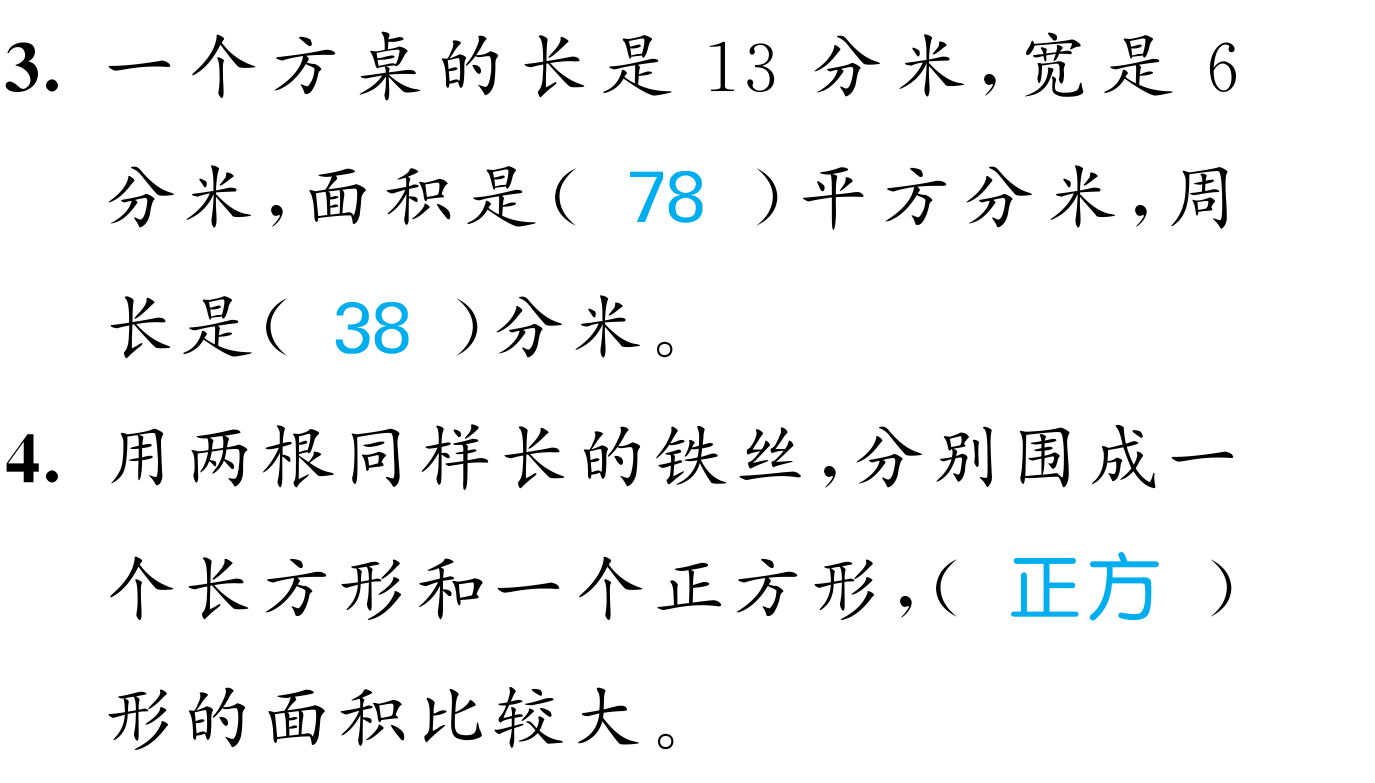 3. 一个方桌的长是 13 分米,宽是 6
分米,面积是( 78 )平方分米,周
长是( 38 )分米。
4. 用两根同样长的铁丝,分别围成一
个长方形和一个正方形,( 正方 )
形的面积比较大。